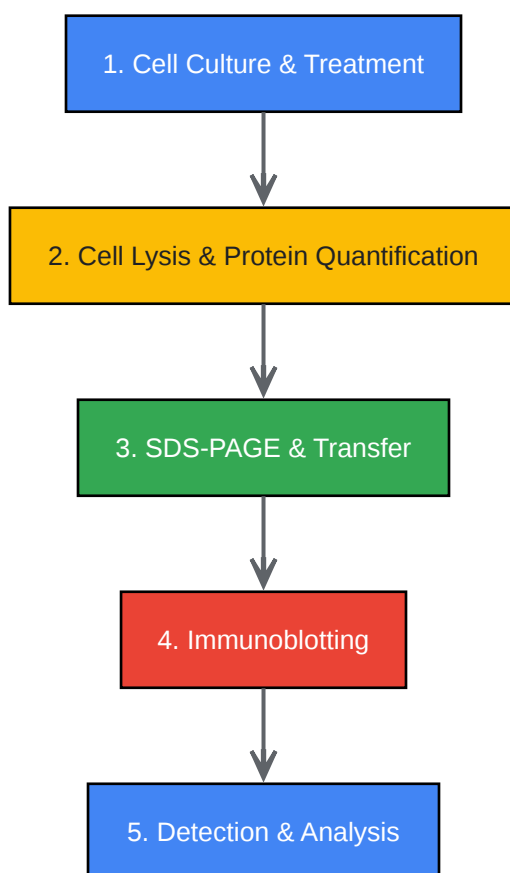 1. Cell Culture & Treatment
2. Cell Lysis & Protein Quantification
3. SDS-PAGE & Transfer
4. Immunoblotting
5. Detection & Analysis